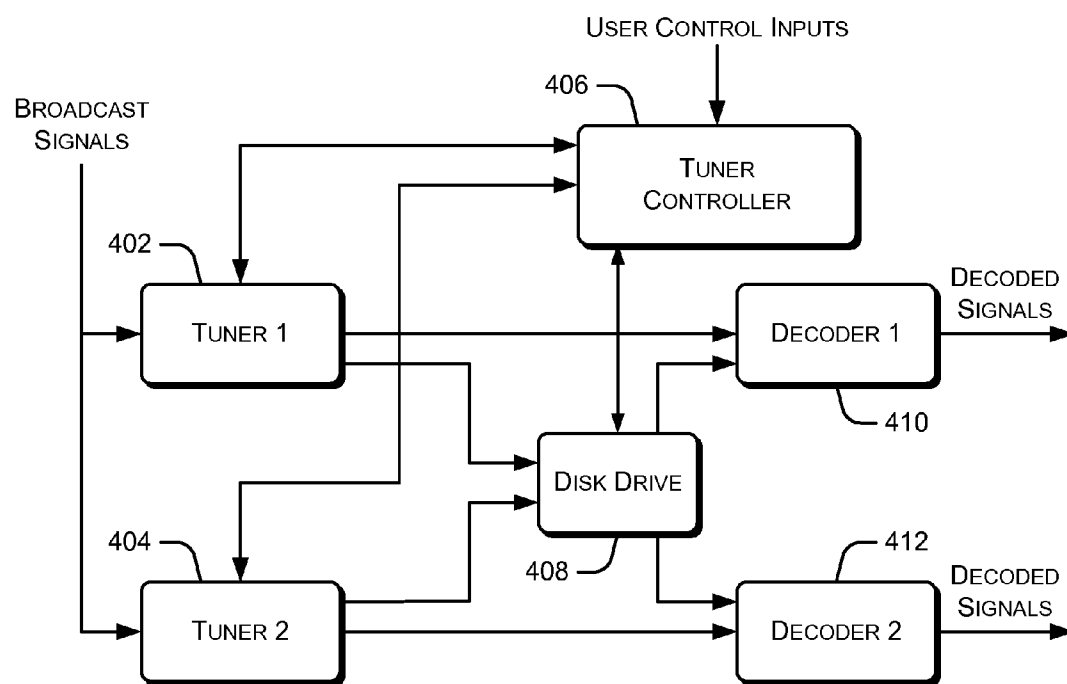 USER CONTROL INPUTS
406
BROADCAST
SIGNALS
TUNER
CONTROLLER
402
TUNER 1
DECODER 1
DECODED
SIGNALS
410
DISK DRIVE
408
404
TUNER 2
412
DECODER 2
DECODED
SIGNALS